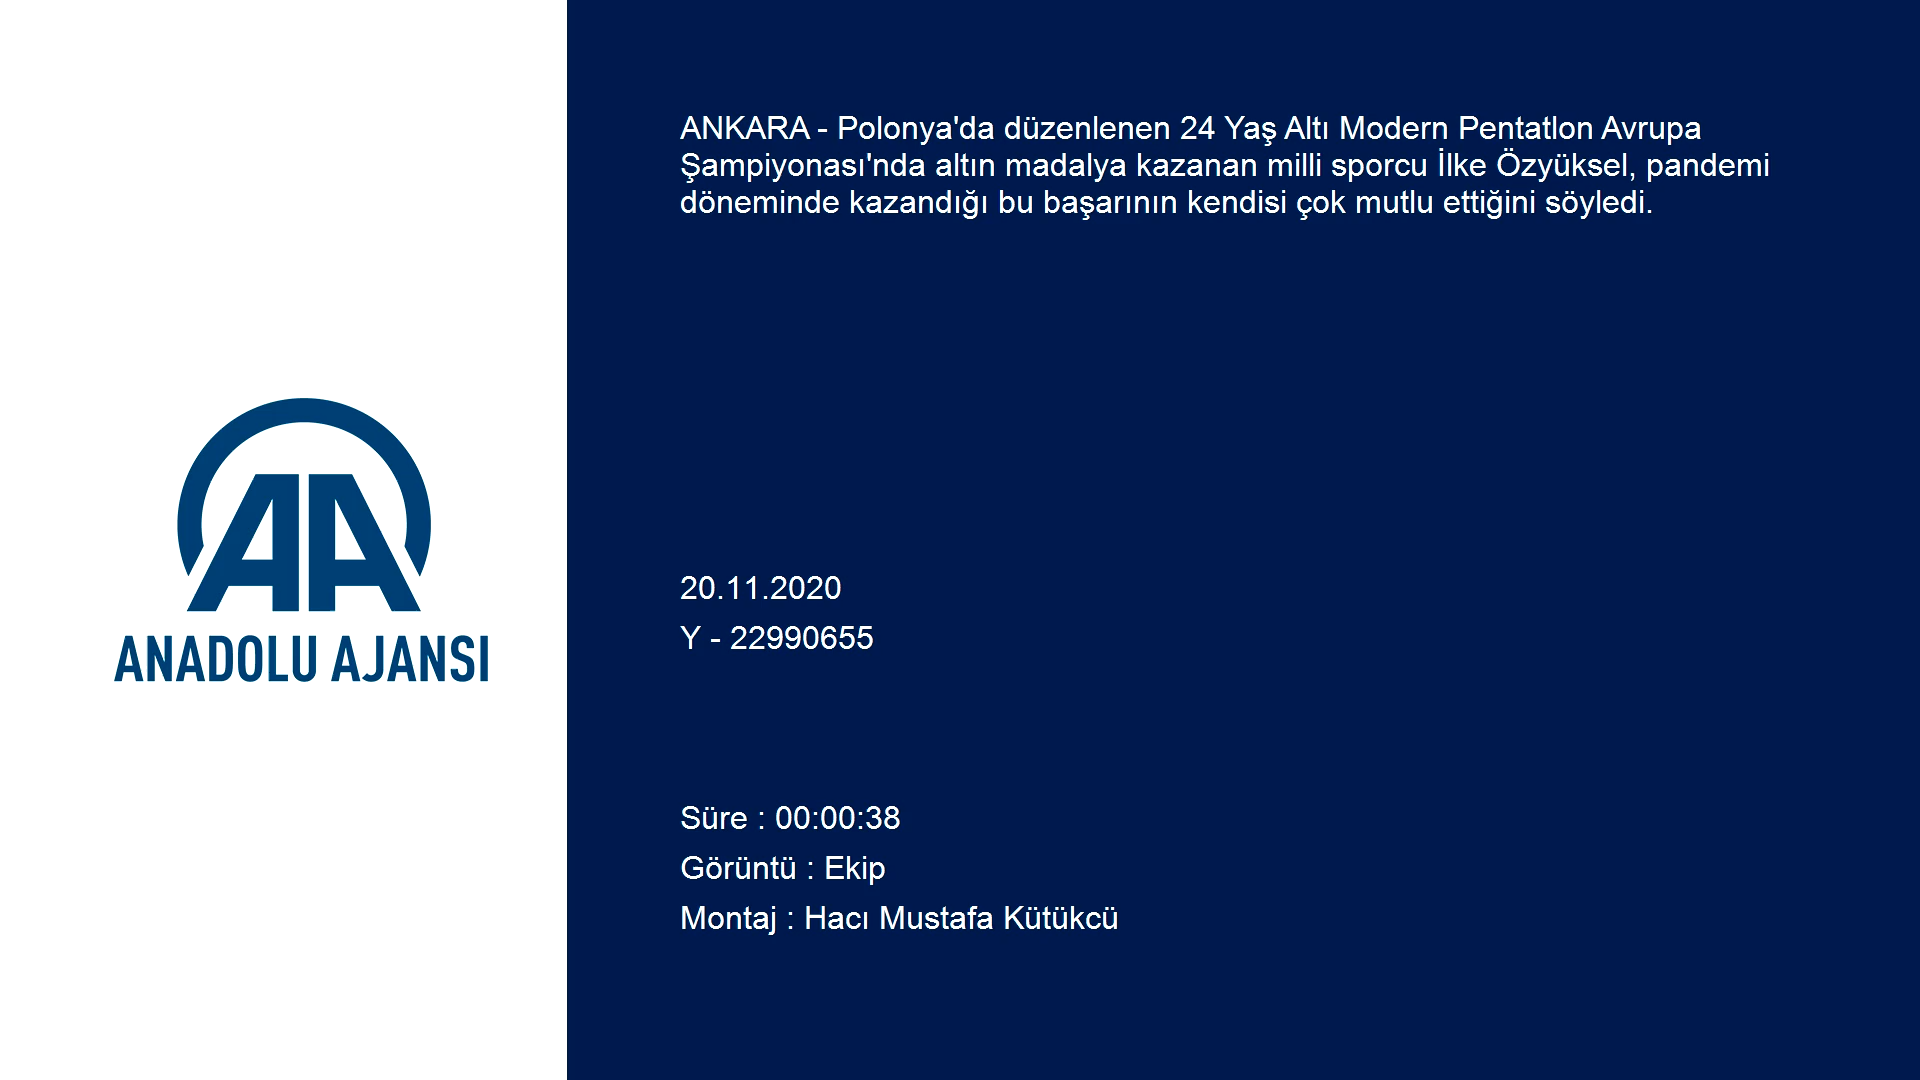 ANKARA - Polonya'da düzenlenen 24 Yaş Altı Modern Pentatlon Avrupa
Şampiyonası'nda altın madalya kazanan milli sporcu İlke Özyüksel, pandemi
döneminde kazandığı bu başarının kendisi çok mutlu ettiğini söyledi.
AA
ANADOLU AJANSI
20.11.2020
Y - 22990655
Süre : 00:00:38
Görüntü : Ekip
Montaj : Hacı Mustafa Kütükcü